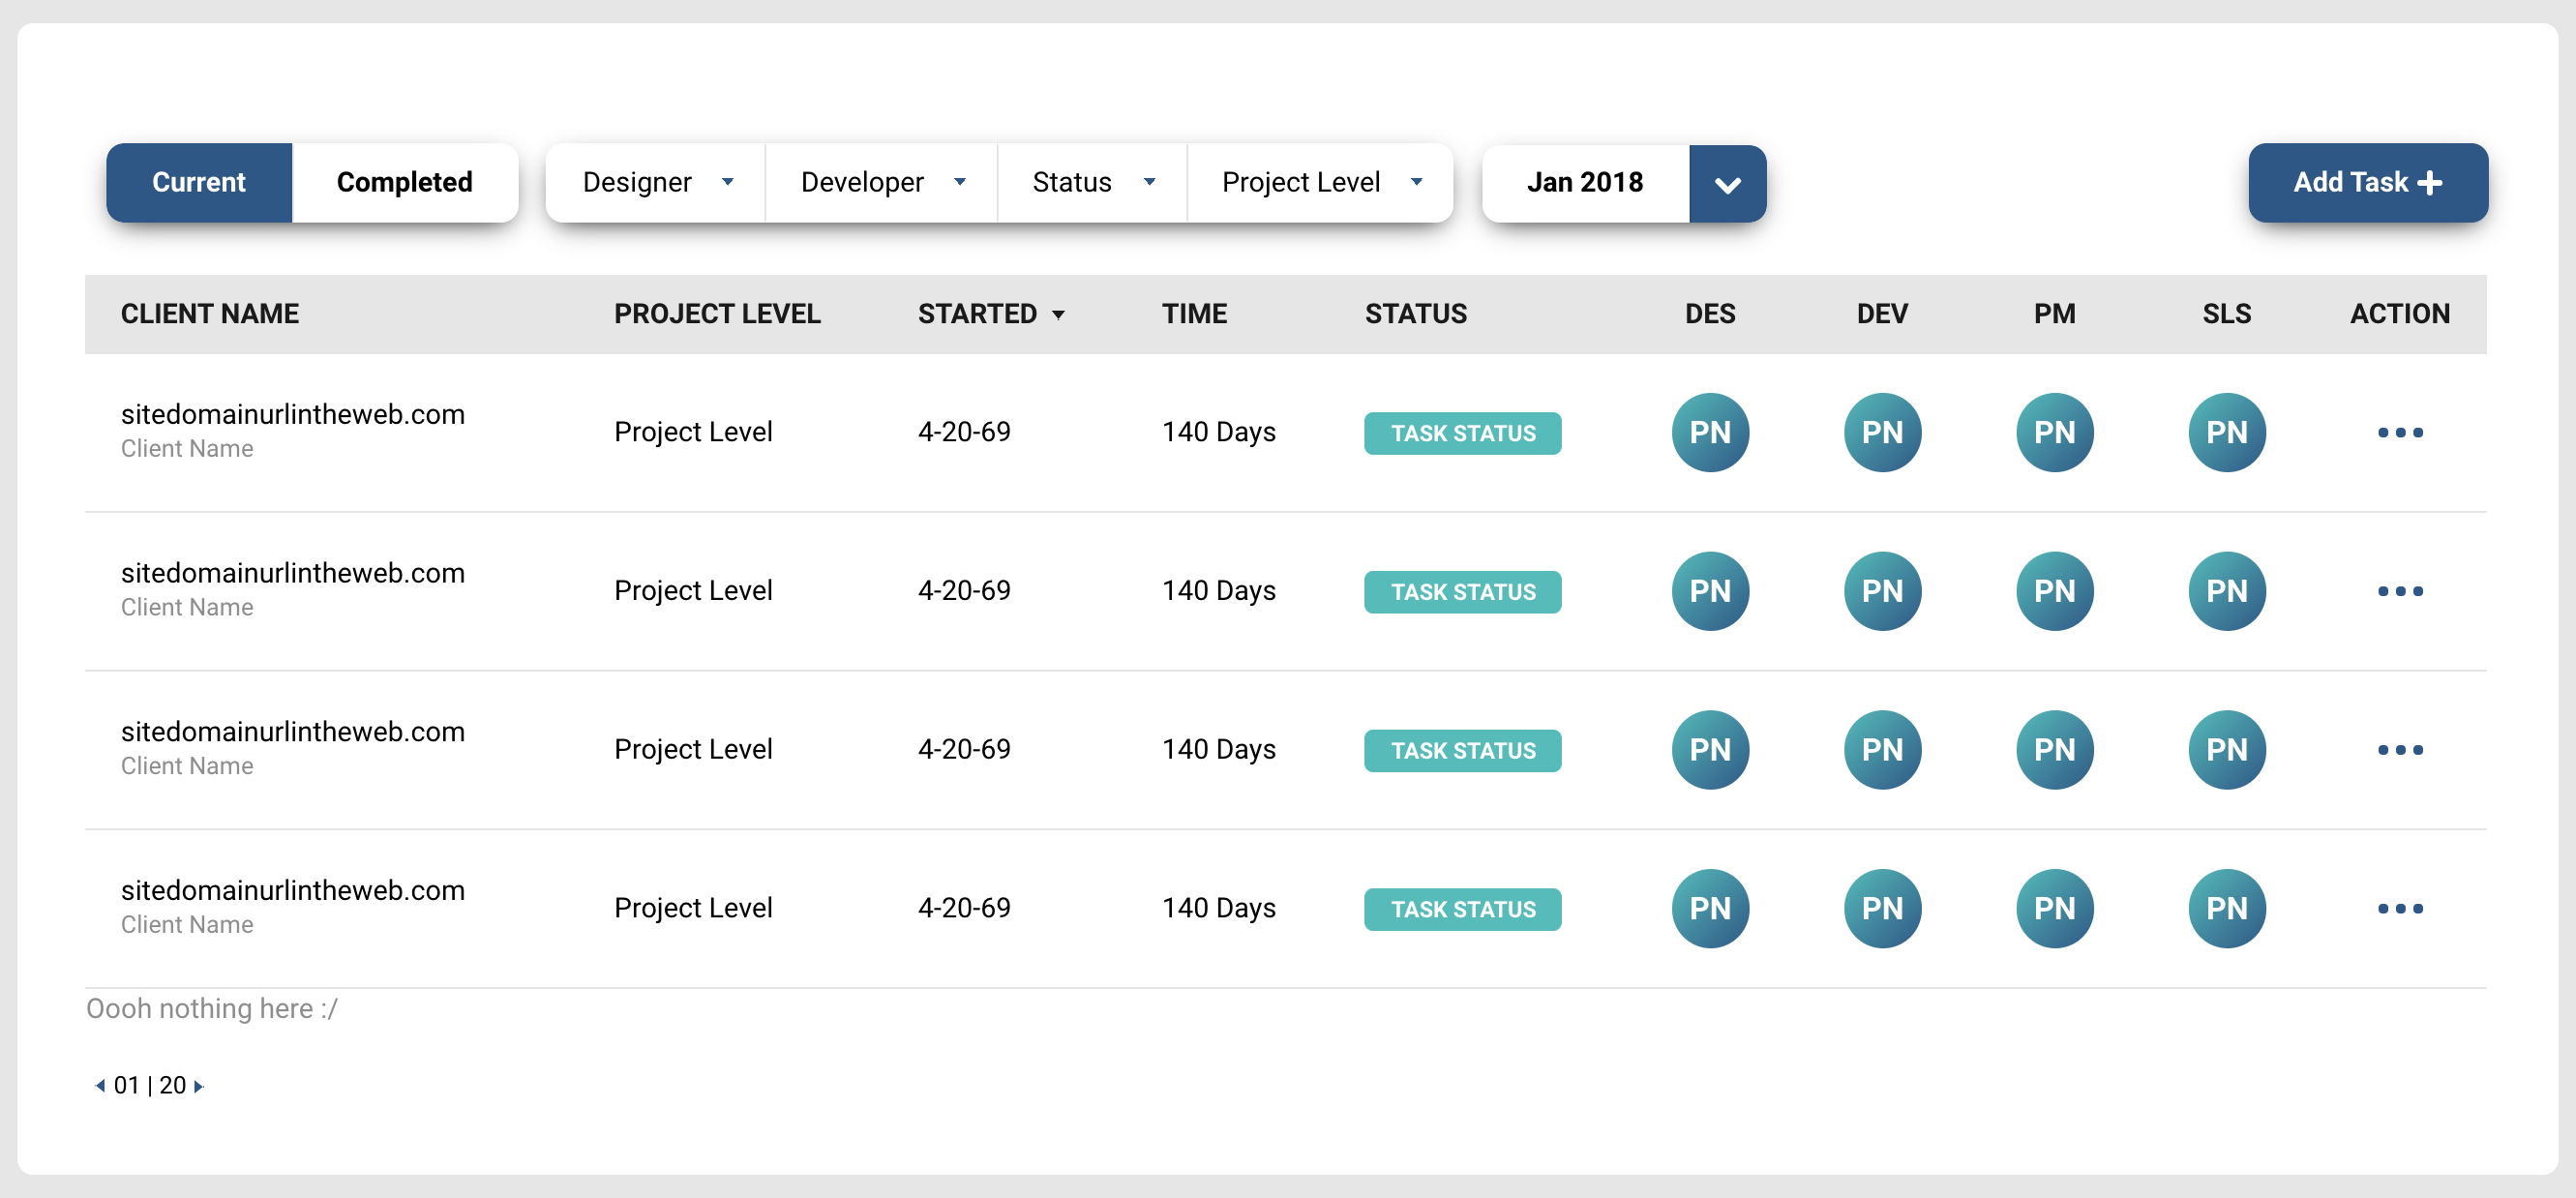 Current Completed Designer Developer Status Project Level Jan 2018 Add Task
CLIENT NAME PROJECT LEVEL STARTED TIME STATUS DES DEV PM SLS ACTION
sitedomainurlintheweb.com
Client Name
Project Level 4-20-69 140 Days TASK STATUS PN PN PN PN
sitedomainurlintheweb.com
Client Name
Project Level 4-20-69 140 Days TASK STATUS PN PN PN PN
sitedomainurlintheweb.com
Client Name
Project Level 4-20-69 140 Days TASK STATUS PN PN PN PN
sitedomainurlintheweb.com
Client Name
Project Level 4-20-69 140 Days TASK STATUS PN PN PN PN
Oooh nothing here :/
01 | 20